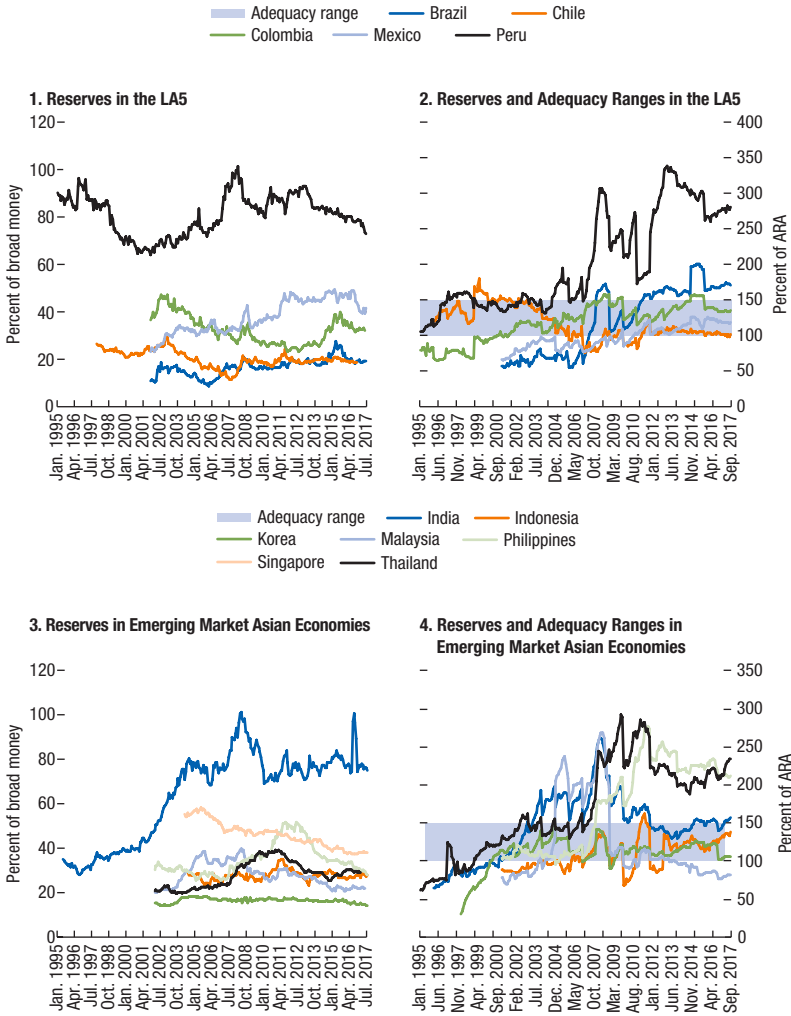 Adequacy range Brazil Chile
Colombia Mexico Peru
1. Reserves in the LA5
Percent of broad money
120
100
80
60
40
20
0
Jan. 1995
Apr. 1996
Jul. 1997
Oct. 1998
Jan. 2000
Apr. 2001
Jul. 2002
Oct. 2003
Jan. 2005
Apr. 2006
Jul. 2007
Oct. 2008
Jan. 2010
Apr. 2011
Jul. 2012
Oct. 2013
Jan. 2015
Apr. 2016
Jul. 2017
2. Reserves and Adequacy Ranges in the LA5
400
350
300
250
200
150
100
50
0
Percent of ARA
Jan. 1995
Jun. 1996
Nov. 1997
Apr. 1999
Sep. 2000
Feb. 2002
Jul. 2003
Dec. 2004
May 2006
Oct. 2007
Mar. 2009
Aug. 2010
Jan. 2012
Jun. 2013
Nov. 2014
Apr. 2016
Sep. 2017
Adequacy range India Indonesia
Korea Malaysia Philippines
Singapore Thailand
3. Reserves in Emerging Market Asian Economies
Percent of broad money
120
100
80
60
40
20
0
Jan. 1995
Apr. 1996
Jul. 1997
Oct. 1998
Jan. 2000
Apr. 2001
Jul. 2002
Oct. 2003
Jan. 2005
Apr. 2006
Jul. 2007
Oct. 2008
Jan. 2010
Apr. 2011
Jul. 2012
Oct. 2013
Jan. 2015
Apr. 2016
Jul. 2017
4. Reserves and Adequacy Ranges in
Emerging Market Asian Economies
350
300
250
200
150
100
50
0
Percent of ARA
Jan. 1995
Jun. 1996
Nov. 1997
Apr. 1999
Sep. 2000
Feb. 2002
Jul. 2003
Dec. 2004
May 2006
Oct. 2007
Mar. 2009
Aug. 2010
Jan. 2012
Jun. 2013
Nov. 2014
Apr. 2016
Sep. 2017